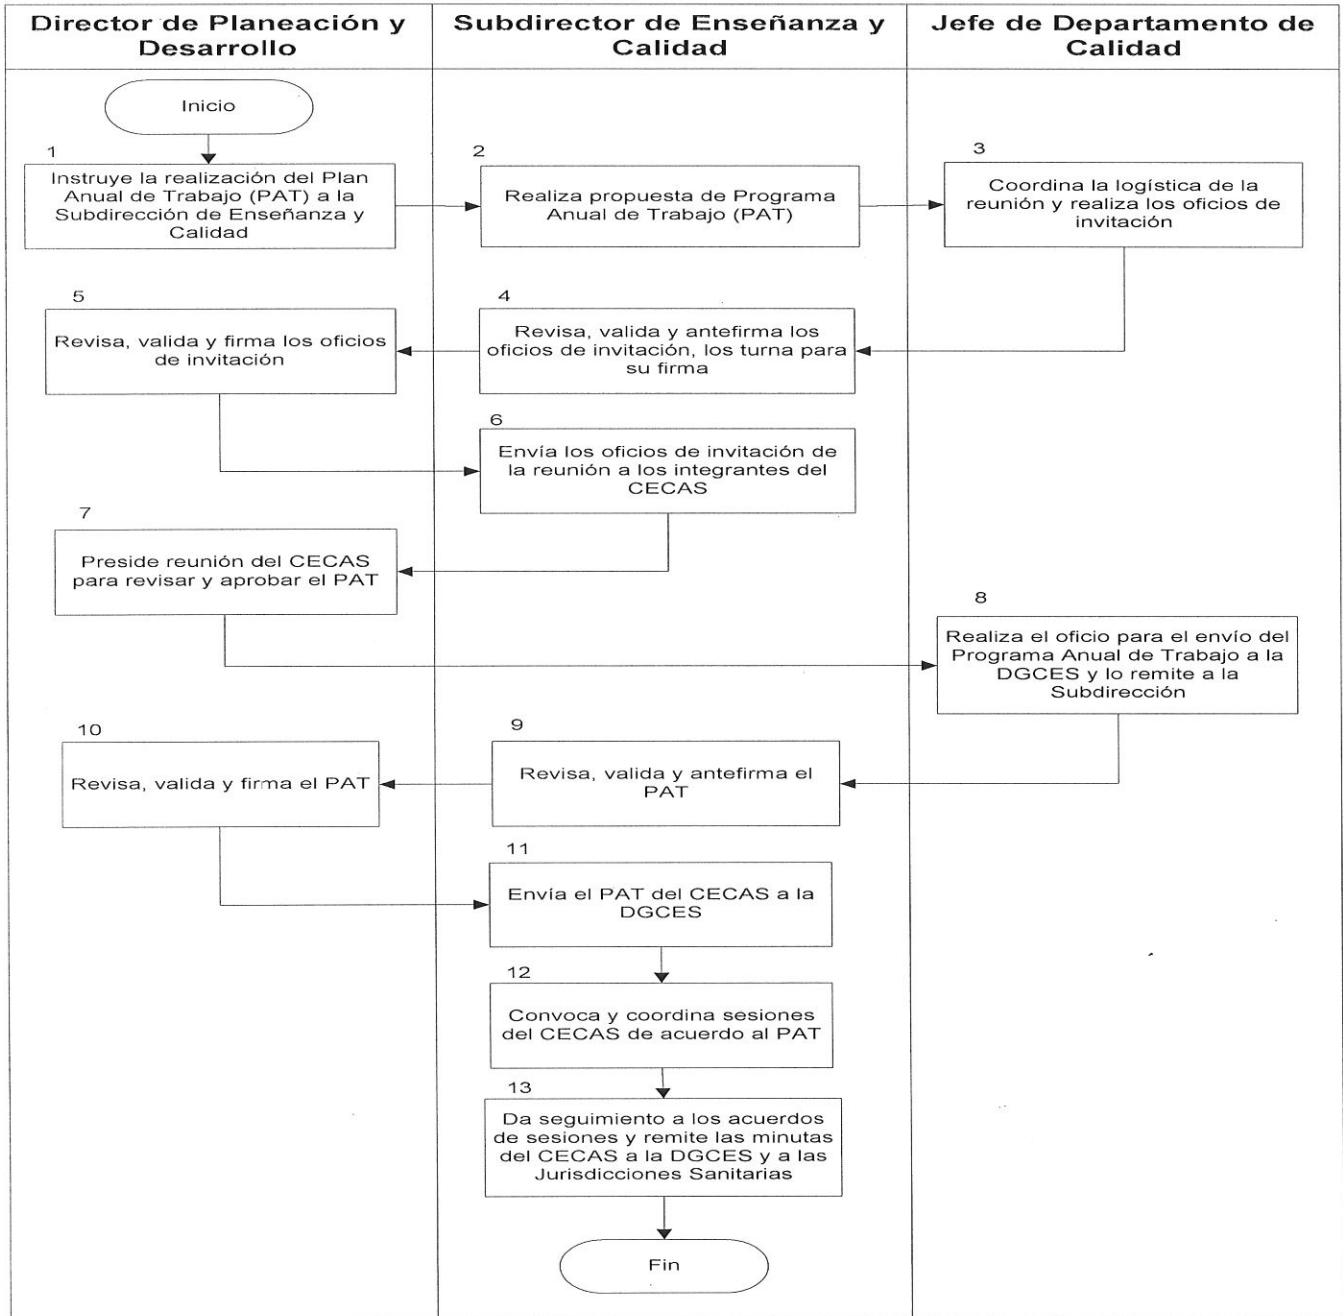 Director de Planeación y
Desarrollo
Subdirector de Enseñanza y
Calidad
Jefe de Departamento de
Calidad
Inicio
1
Instruye la realización del Plan
Anual de Trabajo (PAT) a la
Subdirección de Enseñanza y
Calidad
2
Realiza propuesta de Programa
Anual de Trabajo (PAT)
3
Coordina la logística de la
reunión y realiza los oficios de
invitación
4
Revisa, valida y antefirma los
oficios de invitación, los turna para
su firma
5
Revisa, valida y firma los oficios
de invitación
6
Envía los oficios de invitación de
la reunión a los integrantes del
CECAS
7
Preside reunión del CECAS
para revisar y aprobar el PAT
8
Realiza el oficio para el envío del
Programa Anual de Trabajo a la
DGCES y lo remite a la
Subdirección
9
Revisa, valida y antefirma el
PAT
10
Revisa, valida y firma el PAT
11
Envía el PAT del CECAS a la
DGCES
12
Convoca y coordina sesiones
del CECAS de acuerdo al PAT
13
Da seguimiento a los acuerdos
de sesiones y remite las minutas
del CECAS a la DGCES y a las
Jurisdicciones Sanitarias
Fin